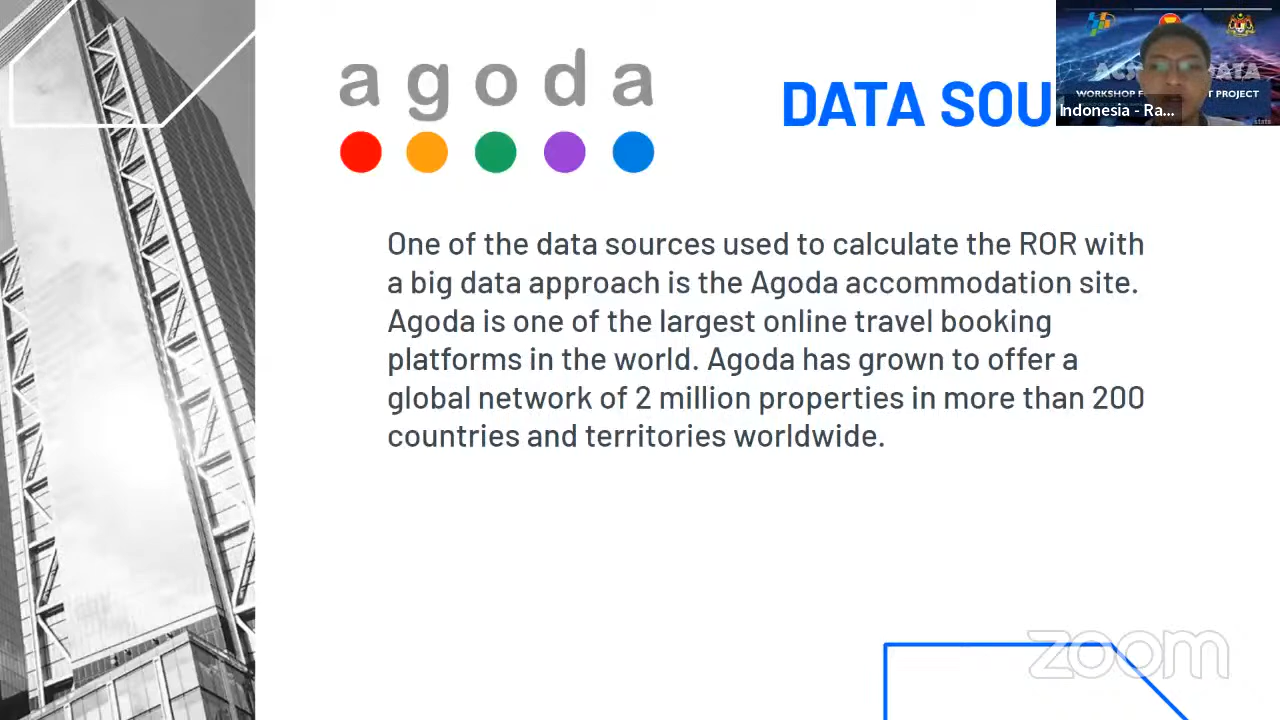 agoda
DATA SOU
WORKSHOP F T PROJECT
Indonesia - Ra...
One of the data sources used to calculate the ROR with
a big data approach is the Agoda accommodation site.
Agoda is one of the largest online travel booking
platforms in the world. Agoda has grown to offer a
global network of 2 million properties in more than 200
countries and territories worldwide.
zoom